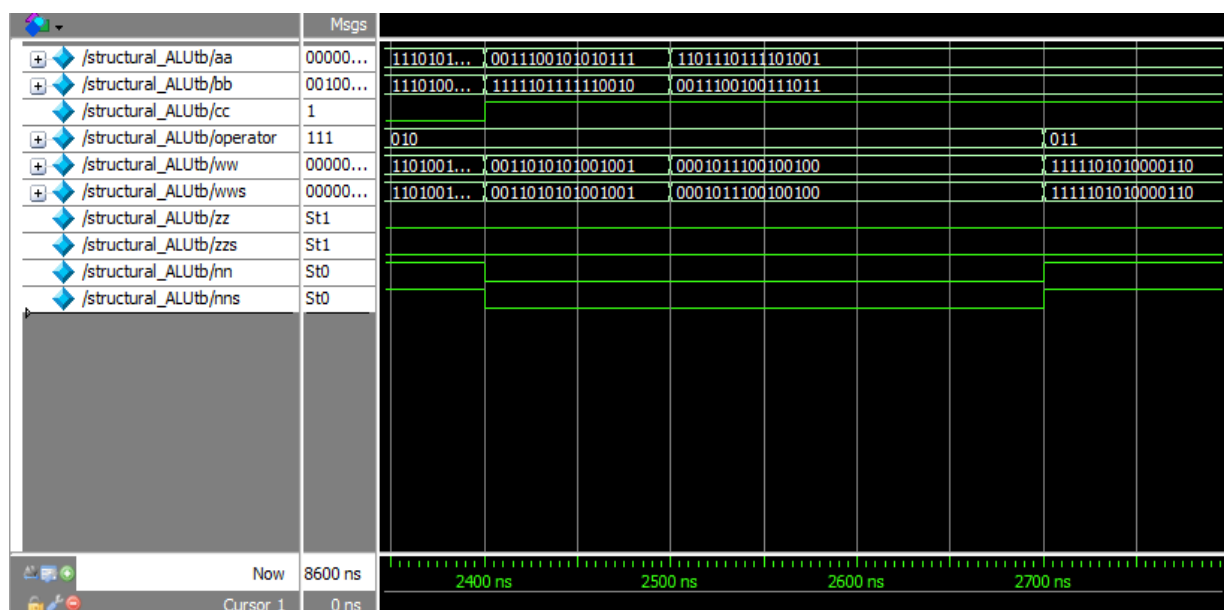 Msgs
/structural_ALUtb/aa 00000... 1110101... 0011100101010111 1101110111101001
/structural_ALUtb/bb 00100... 1110100... 1111101111110010 0011100100111011
/structural_ALUtb/cc 1
/structural_ALUtb/operator 111 010 011
/structural_ALUtb/ww 00000... 1101001... 0011010101001001 0001011100100100 1111101010000110
/structural_ALUtb/wws 00000... 1101001... 0011010101001001 0001011100100100 1111101010000110
/structural_ALUtb/zz St1
/structural_ALUtb/zzs St1
/structural_ALUtb/nn St0
/structural_ALUtb/nns St0
Now 8600 ns
2400 ns 2500 ns 2600 ns 2700 ns
Cursor 1 0 ns